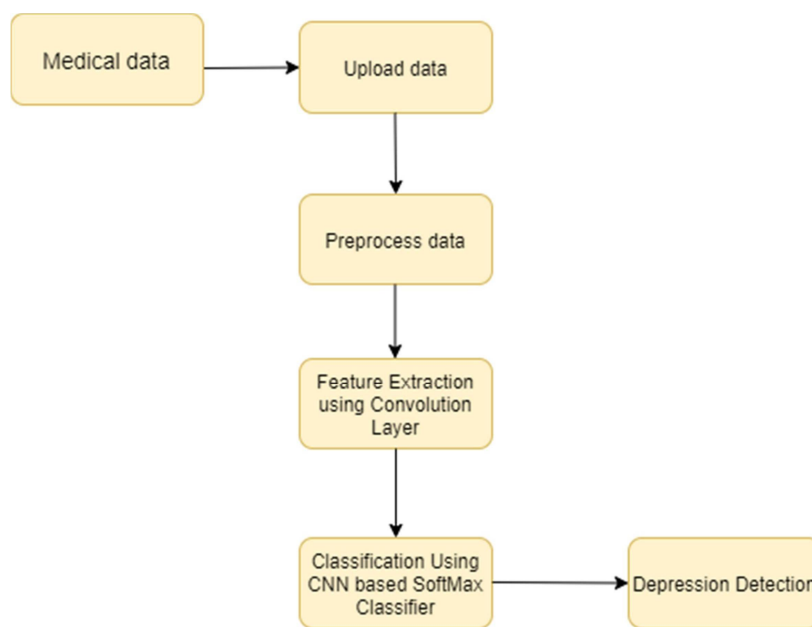 Medical data
Upload data
Preprocess data
Feature Extraction
using Convolution
Layer
Classification Using
CNN based SoftMax
Classifier
Depression Detection